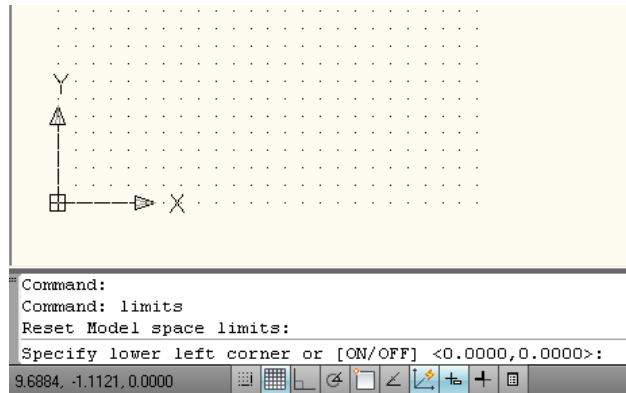 Y
X
Command:
Command: limits
Reset Model space limits:
Specify lower left corner or [ON/OFF] <0.0000,0.0000>:
9.6884, -1.1121, 0.0000